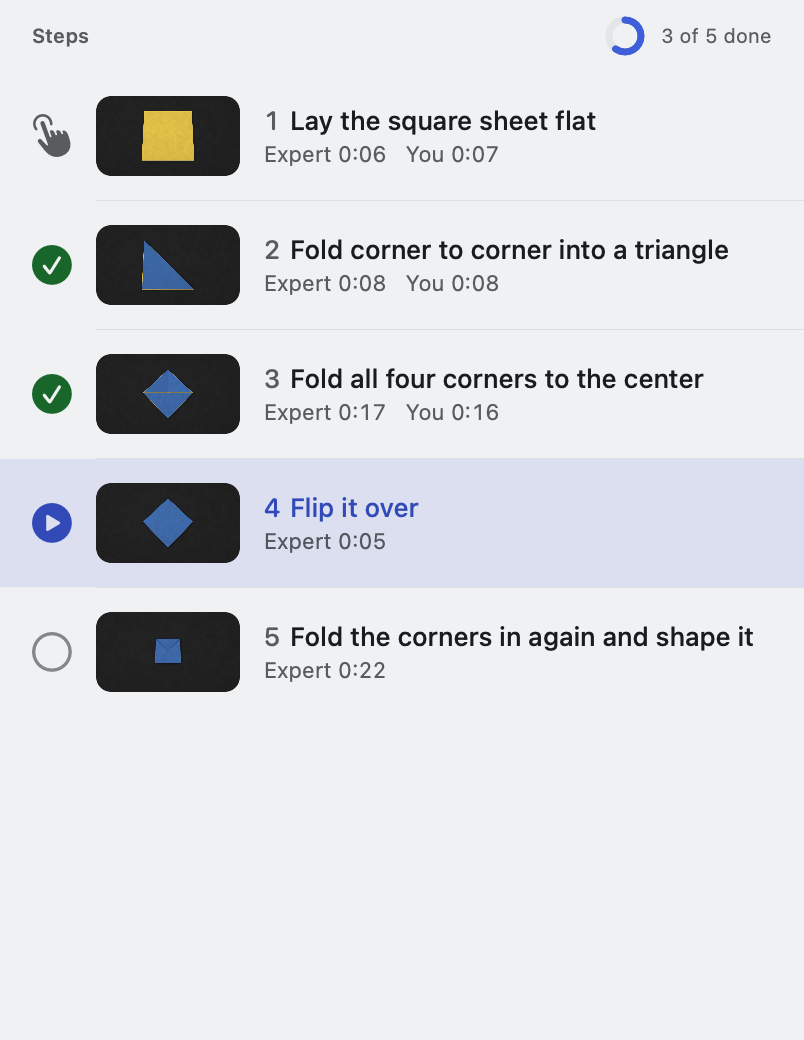 Steps
3 of 5 done
1 Lay the square sheet flat
Expert 0:06 You 0:07
2 Fold corner to corner into a triangle
Expert 0:08 You 0:08
3 Fold all four corners to the center
Expert 0:17 You 0:16
4 Flip it over
Expert 0:05
5 Fold the corners in again and shape it
Expert 0:22